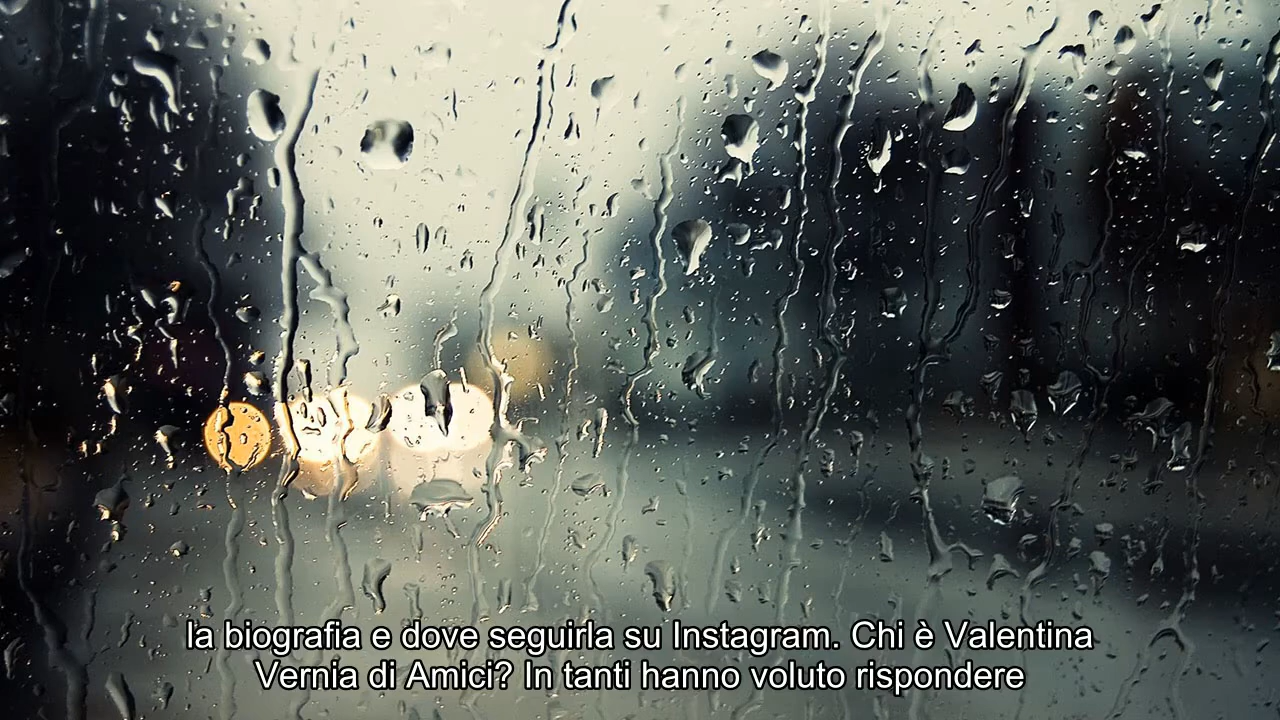 la biografia e dove seguirla su Instagram. Chi è Valentina
Vernia di Amici? In tanti hanno voluto rispondere